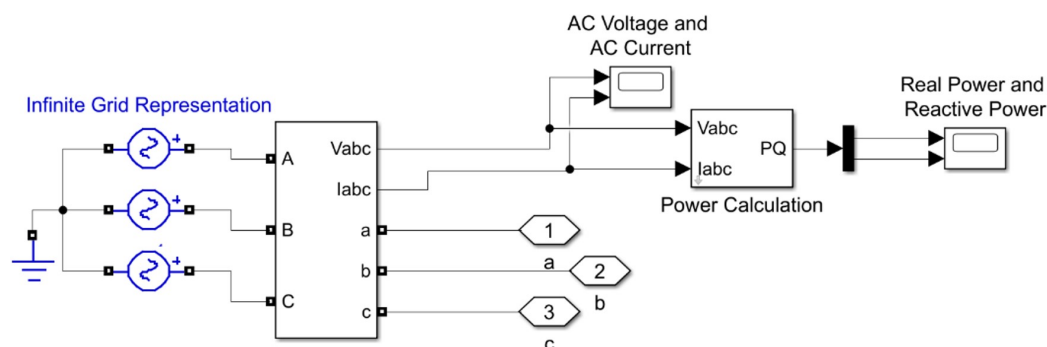 AC Voltage and
AC Current
Real Power and
Reactive Power
Infinite Grid Representation
A
B
C
Vabc
Iabc
a
b
c
Vabc
Iabc
PQ
Power Calculation
1
a
2
b
3
c